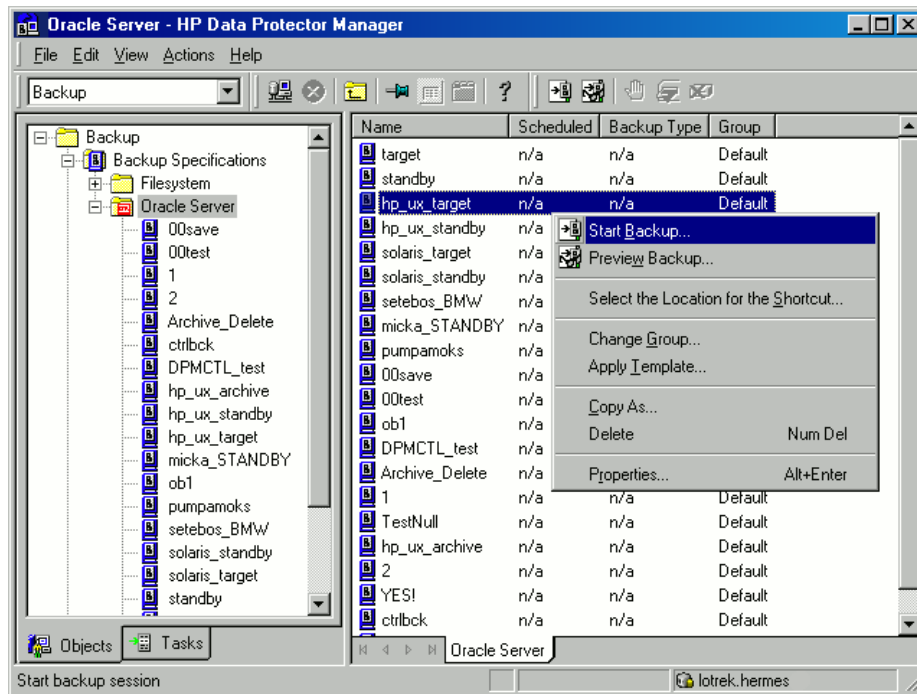 Oracle Server - HP Data Protector Manager
File Edit View Actions Help
Backup
Backup
Backup Specifications
Filesystem
Oracle Server
00save
00test
1
2
Archive_Delete
ctrlbck
DPMCTL_test
hp_ux_archive
hp_ux_standby
hp_ux_target
micka_STANDBY
ob1
pumpamoks
setebos_BMW
solaris_standby
solaris_target
standby
Objects Tasks
Name Scheduled Backup Type Group
target n/a n/a Default
standby n/a n/a Default
hp_ux_target n/a n/a Default
hp_ux_standby n/a
solaris_target n/a
solaris_standby n/a
setebos_BMW n/a
micka_STANDBY n/a
pumpamoks n/a
00save n/a
00test n/a
ob1 n/a
DPMCTL_test n/a
Archive_Delete n/a
1 n/a n/a Default
TestNull n/a n/a Default
hp_ux_archive n/a n/a Default
2 n/a n/a Default
YES! n/a n/a Default
ctrlbck n/a n/a Default
Start Backup...
Preview Backup...
Select the Location for the Shortcut...
Change Group...
Apply Template...
Copy As...
Delete Num Del
Properties... Alt+Enter
Oracle Server
Start backup session
lotrek.hermes